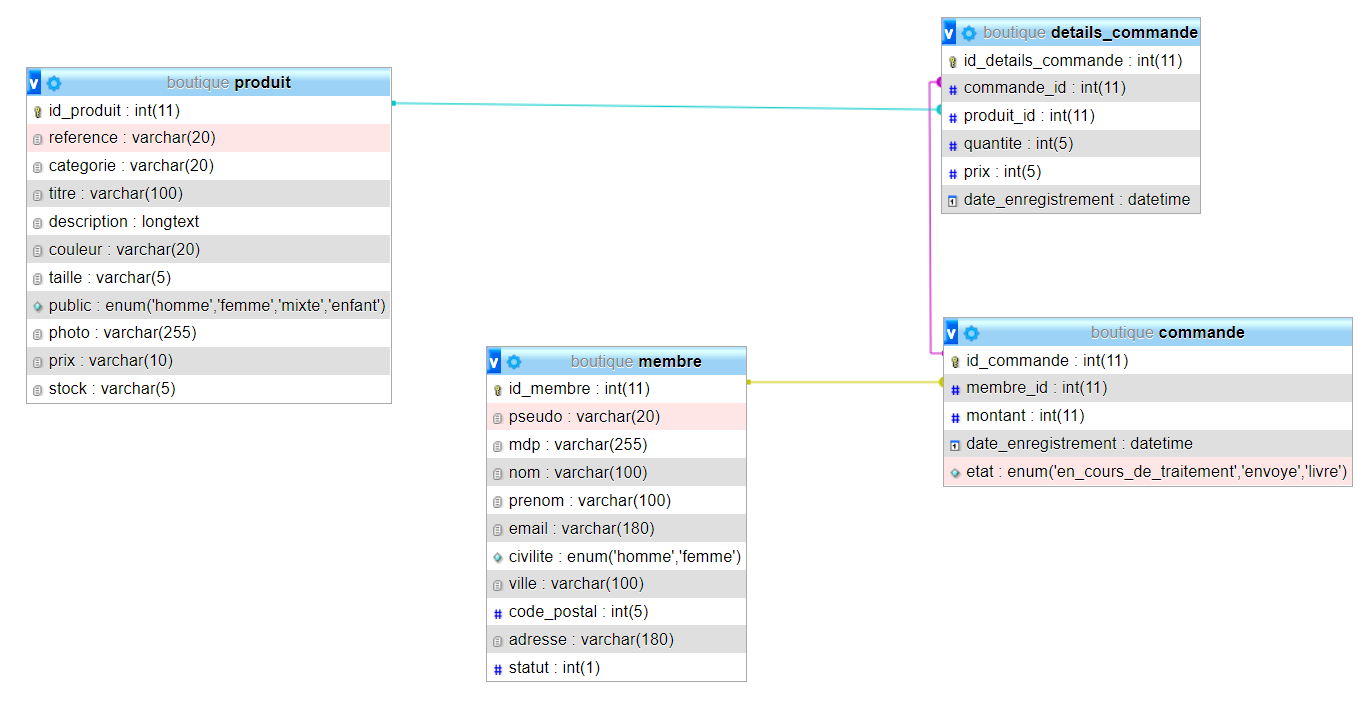 boutique produit
id_produit : int(11)
reference : varchar(20)
categorie : varchar(20)
titre : varchar(100)
description : longtext
couleur : varchar(20)
taille : varchar(5)
public : enum('homme','femme','mixte','enfant')
photo : varchar(255)
prix : varchar(10)
stock : varchar(5)
boutique membre
id_membre : int(11)
pseudo : varchar(20)
mdp : varchar(255)
nom : varchar(100)
prenom : varchar(100)
email : varchar(180)
civilite : enum('homme','femme')
ville : varchar(100)
code_postal : int(5)
adresse : varchar(180)
statut : int(1)
boutique details_commande
id_details_commande : int(11)
commande_id : int(11)
produit_id : int(11)
quantite : int(5)
prix : int(5)
date_enregistrement : datetime
boutique commande
id_commande : int(11)
membre_id : int(11)
montant : int(11)
date_enregistrement : datetime
etat : enum('en_cours_de_traitement','envoye','livre')